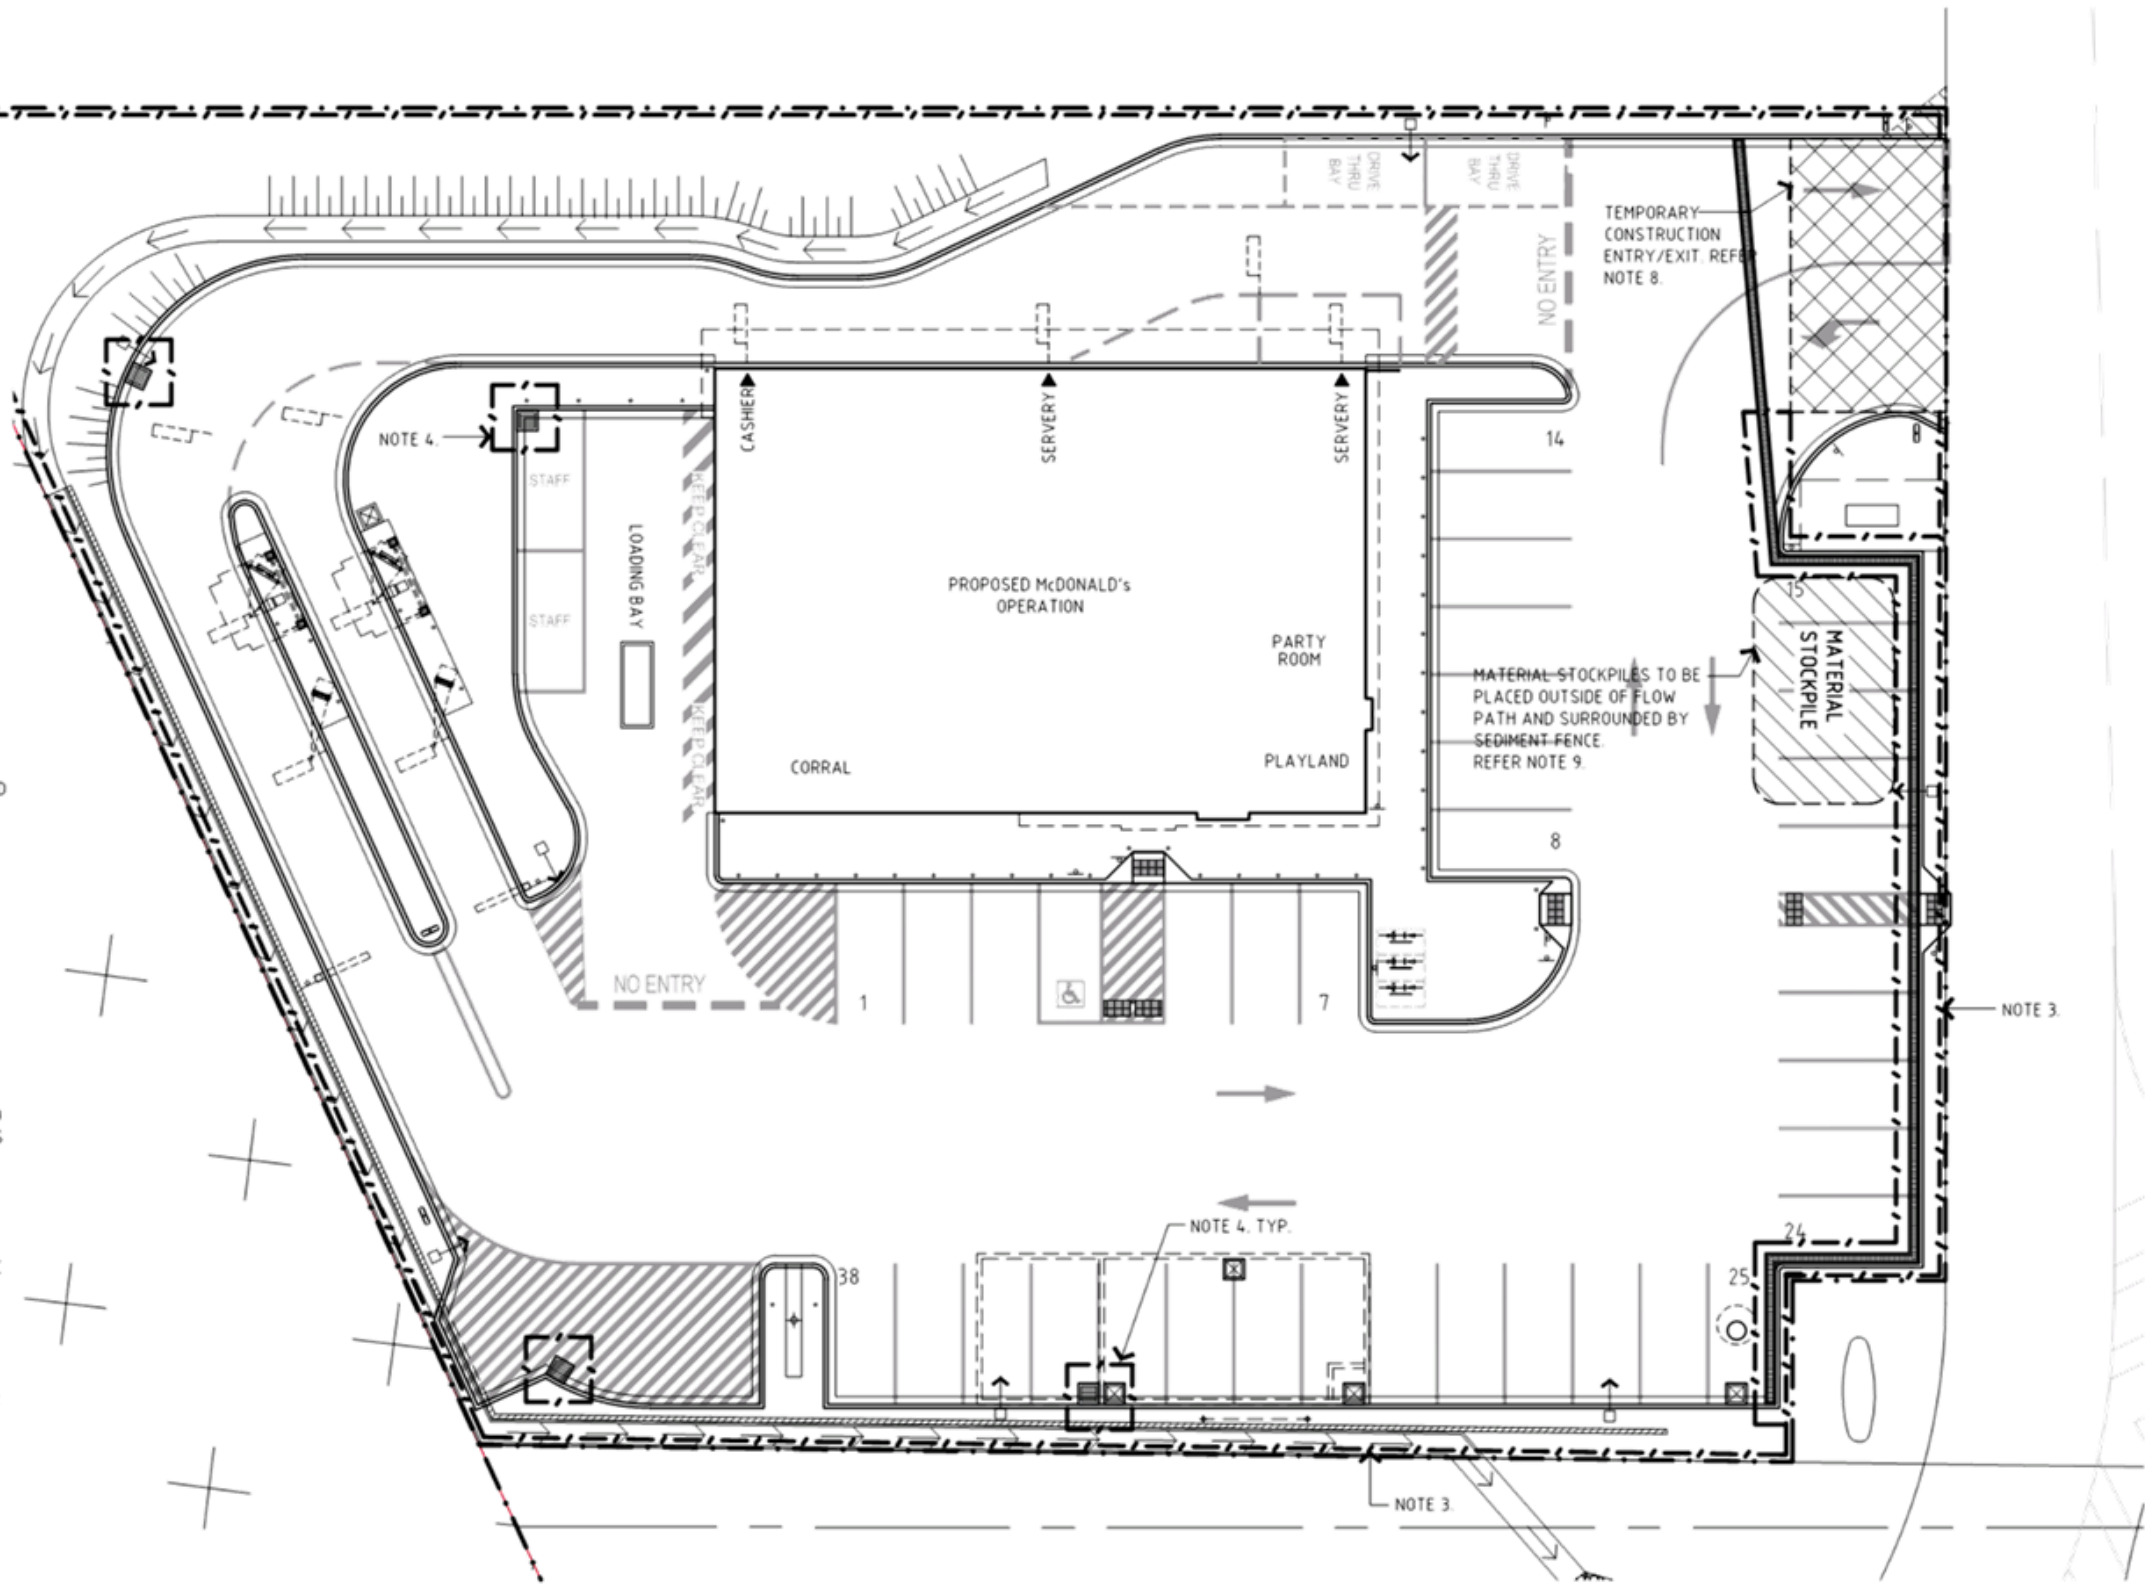 DRIVE
THRU
BAY
DRIVE
THRU
BAY
NO ENTRY
TEMPORARY
CONSTRUCTION
ENTRY/EXIT. REFER
NOTE 8.
NOTE 4.
CASHIER
SERVERY
SERVERY
14
STAFF
STAFF
LOADING BAY
KEEP CLEAR
KEEP CLEAR
PROPOSED McDONALD's
OPERATION
PARTY
ROOM
PLAYLAND
CORRAL
15
MATERIAL
STOCKPILE
MATERIAL STOCKPILES TO BE
PLACED OUTSIDE OF FLOW
PATH AND SURROUNDED BY
SEDIMENT FENCE.
REFER NOTE 9.
8
NO ENTRY
1
7
NOTE 3.
NOTE 4. TYP.
24
38
25
NOTE 3.